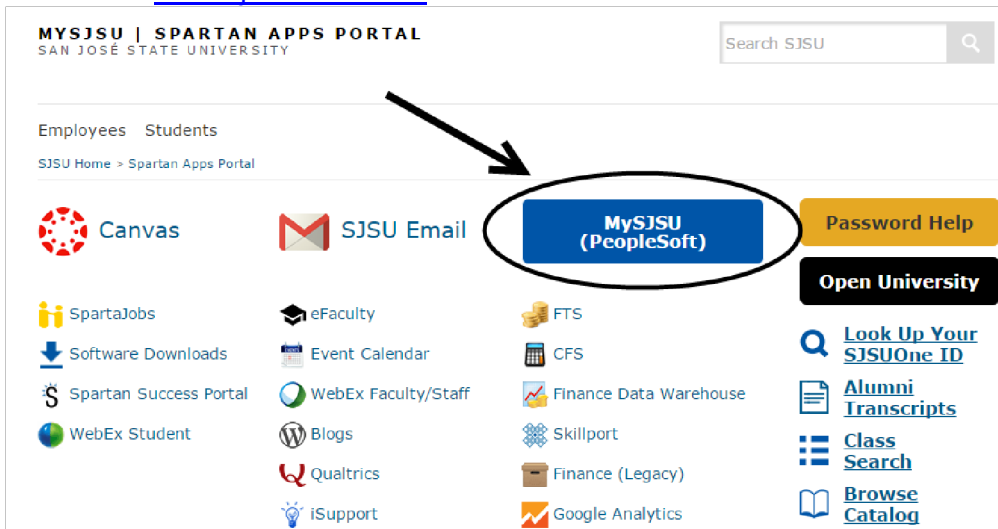 MYSJSU | SPARTAN APPS PORTAL
SAN JOSÉ STATE UNIVERSITY
Search SJSU
Employees Students
SJSU Home > Spartan Apps Portal
Canvas
SJSU Email
MySJSU
(PeopleSoft)
Password Help
Open University
SpartaJobs
eFaculty
FTS
Software Downloads
Event Calendar
CFS
Spartan Success Portal
WebEx Faculty/Staff
Finance Data Warehouse
WebEx Student
Blogs
Skillport
Qualtrics
Finance (Legacy)
iSupport
Google Analytics
Look Up Your
SJSUOne ID
Alumni
Transcripts
Class
Search
Browse
Catalog